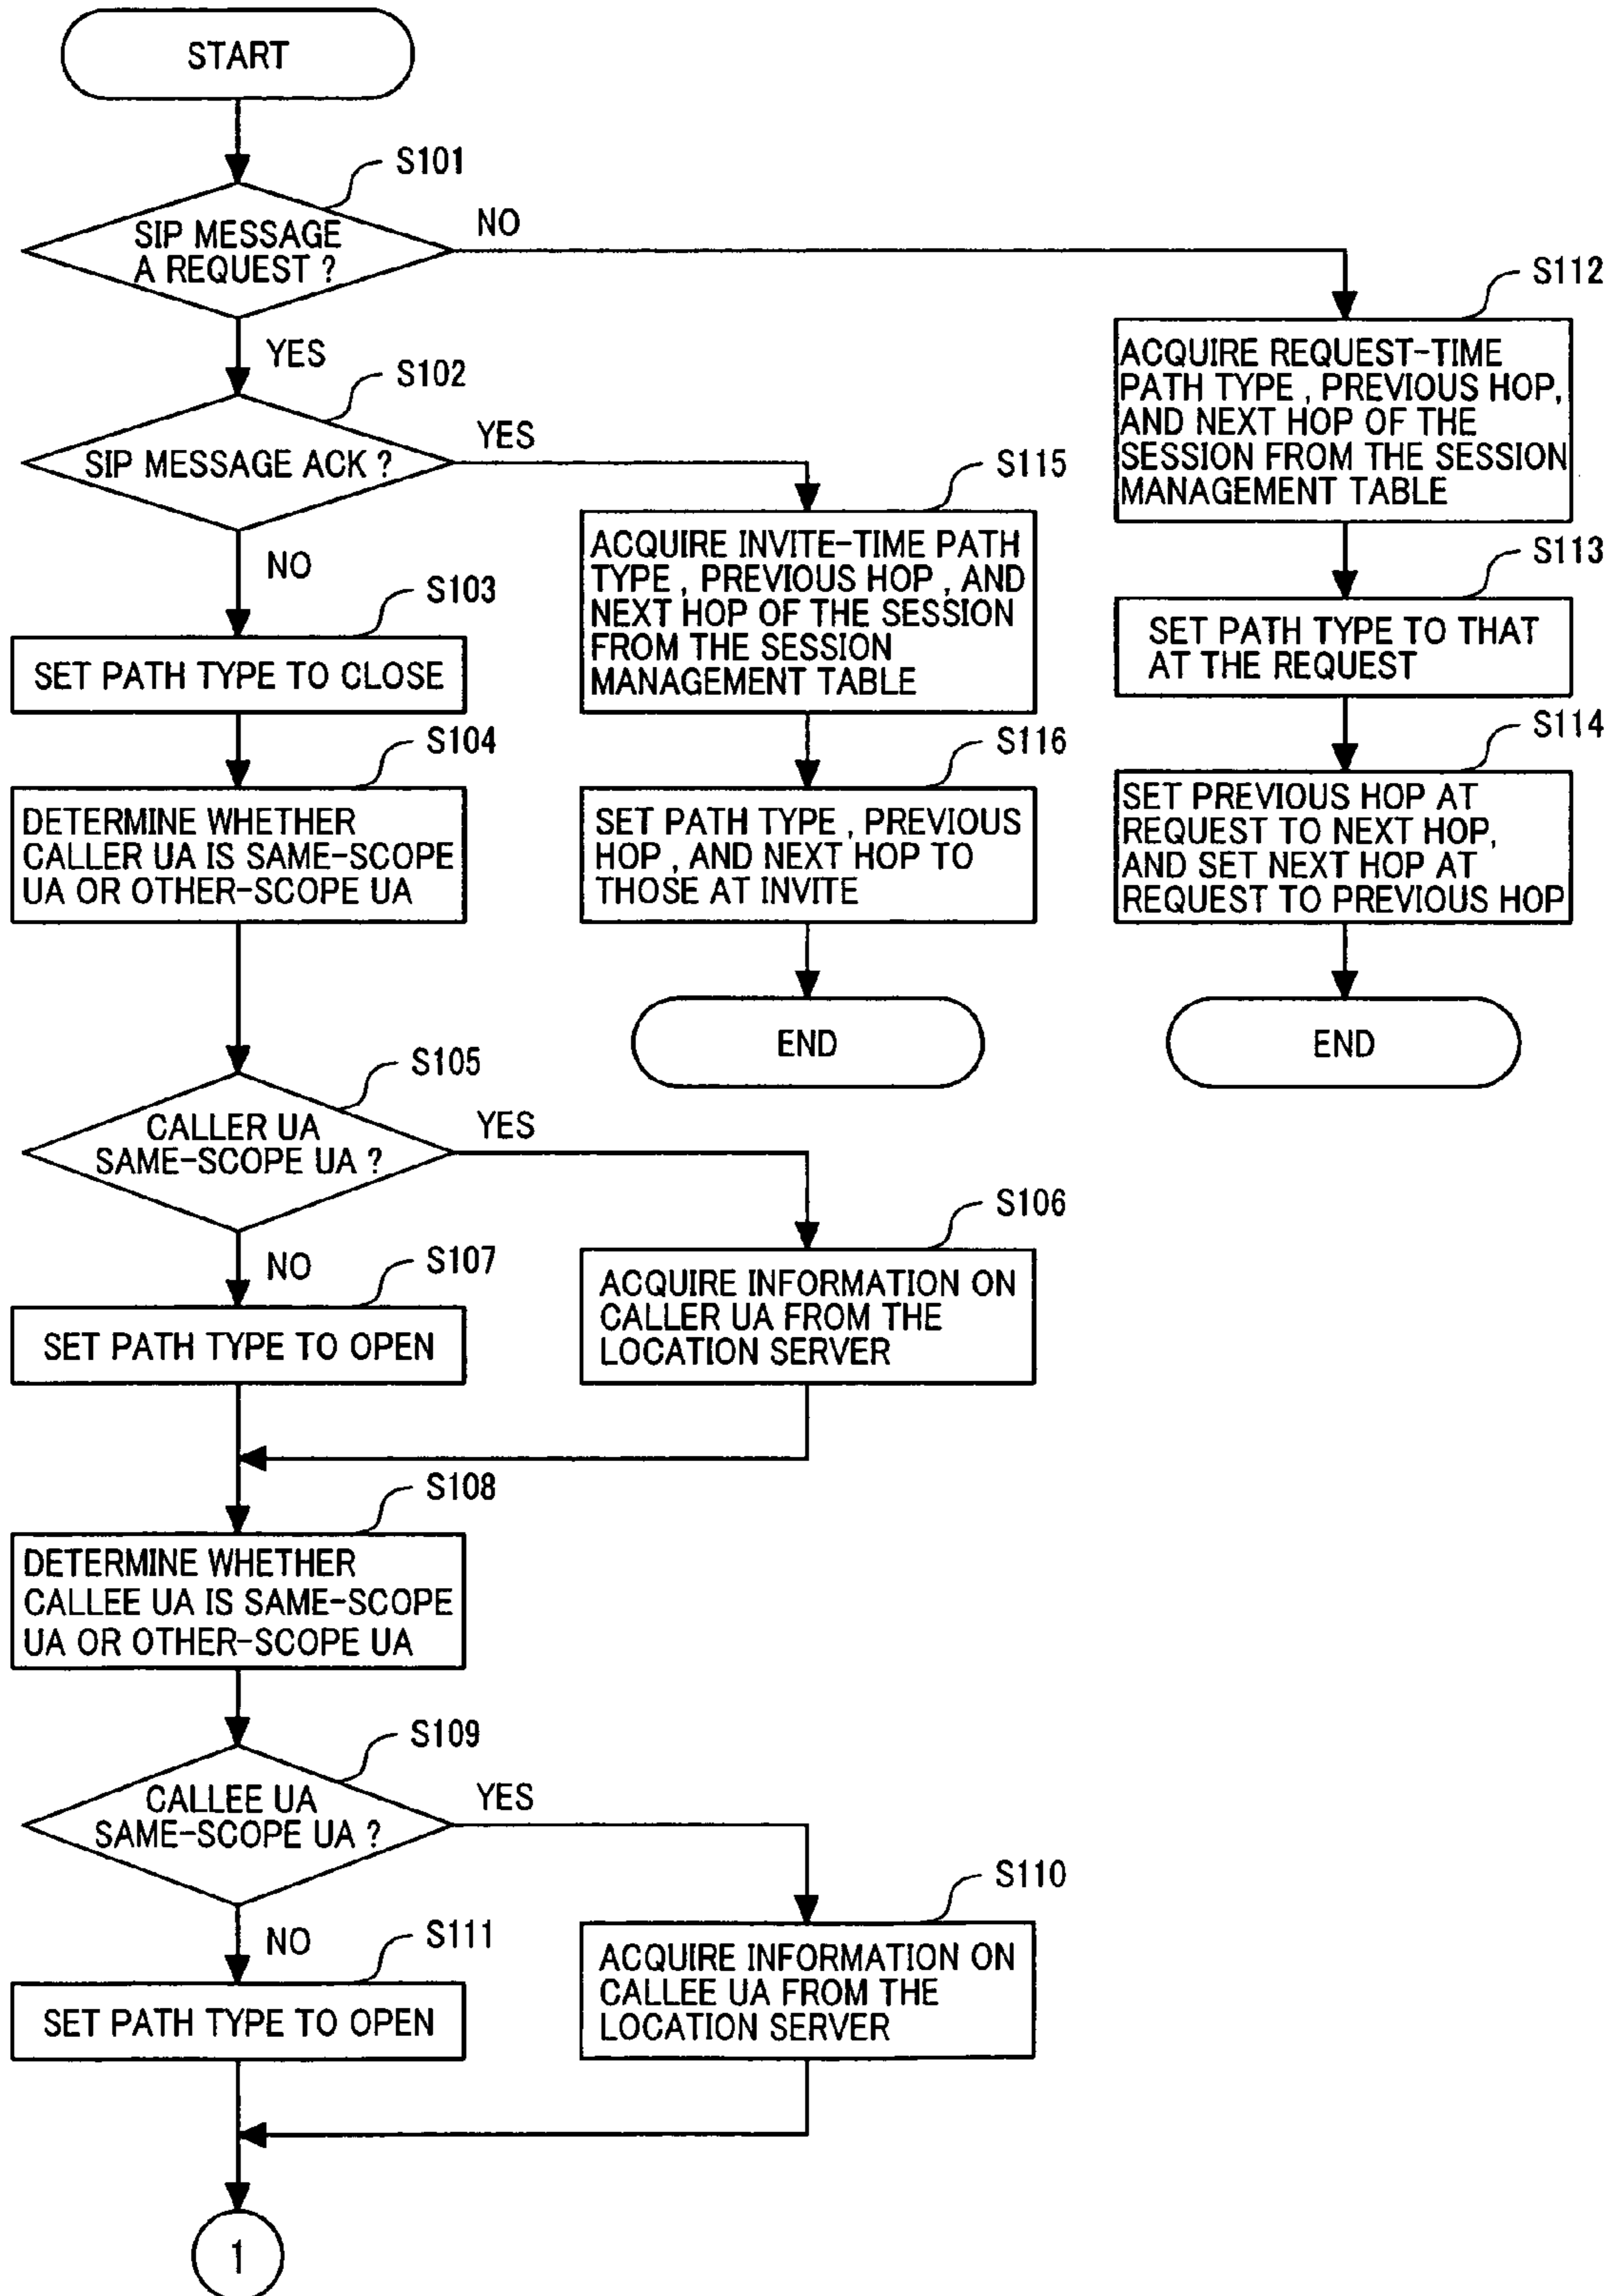 START
S101
SIP MESSAGE
A REQUEST ?
NO
YES
S112
ACQUIRE REQUEST-TIME
PATH TYPE , PREVIOUS HOP,
AND NEXT HOP OF THE
SESSION FROM THE SESSION
MANAGEMENT TABLE
S102
SIP MESSAGE ACK ?
YES
NO
S115
ACQUIRE INVITE-TIME PATH
TYPE , PREVIOUS HOP , AND
NEXT HOP OF THE SESSION
FROM THE SESSION
MANAGEMENT TABLE
S113
SET PATH TYPE TO THAT
AT THE REQUEST
S103
SET PATH TYPE TO CLOSE
S104
DETERMINE WHETHER
CALLER UA IS SAME-SCOPE
UA OR OTHER-SCOPE UA
S116
SET PATH TYPE , PREVIOUS
HOP , AND NEXT HOP TO
THOSE AT INVITE
S114
SET PREVIOUS HOP AT
REQUEST TO NEXT HOP,
AND SET NEXT HOP AT
REQUEST TO PREVIOUS HOP
END
END
S105
CALLER UA
SAME-SCOPE UA ?
YES
NO
S106
ACQUIRE INFORMATION ON
CALLER UA FROM THE
LOCATION SERVER
S107
SET PATH TYPE TO OPEN
S108
DETERMINE WHETHER
CALLEE UA IS SAME-SCOPE
UA OR OTHER-SCOPE UA
S109
CALLEE UA
SAME-SCOPE UA ?
YES
NO
S110
ACQUIRE INFORMATION ON
CALLEE UA FROM THE
LOCATION SERVER
S111
SET PATH TYPE TO OPEN
1